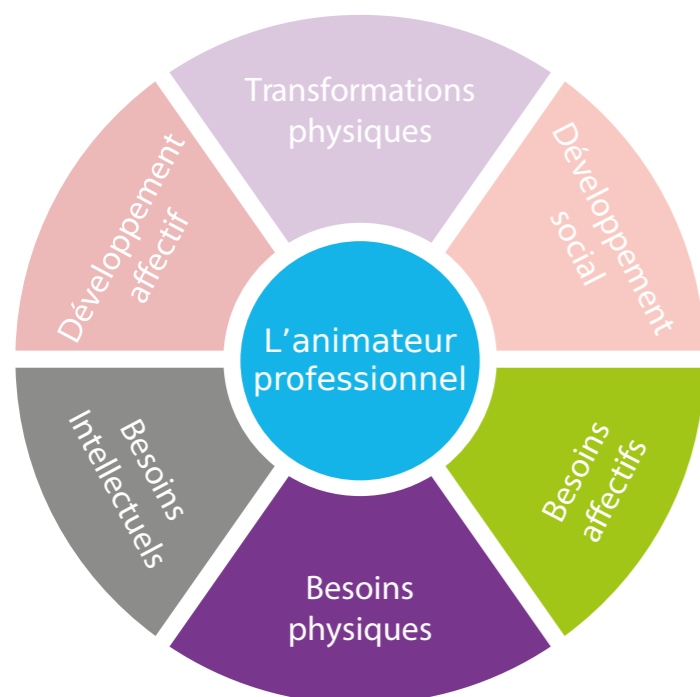 Transformations
physiques
Développement
social
Besoins
affectifs
Besoins
physiques
Besoins
Intellectuels
Développement
affectif
L’animateur
professionnel